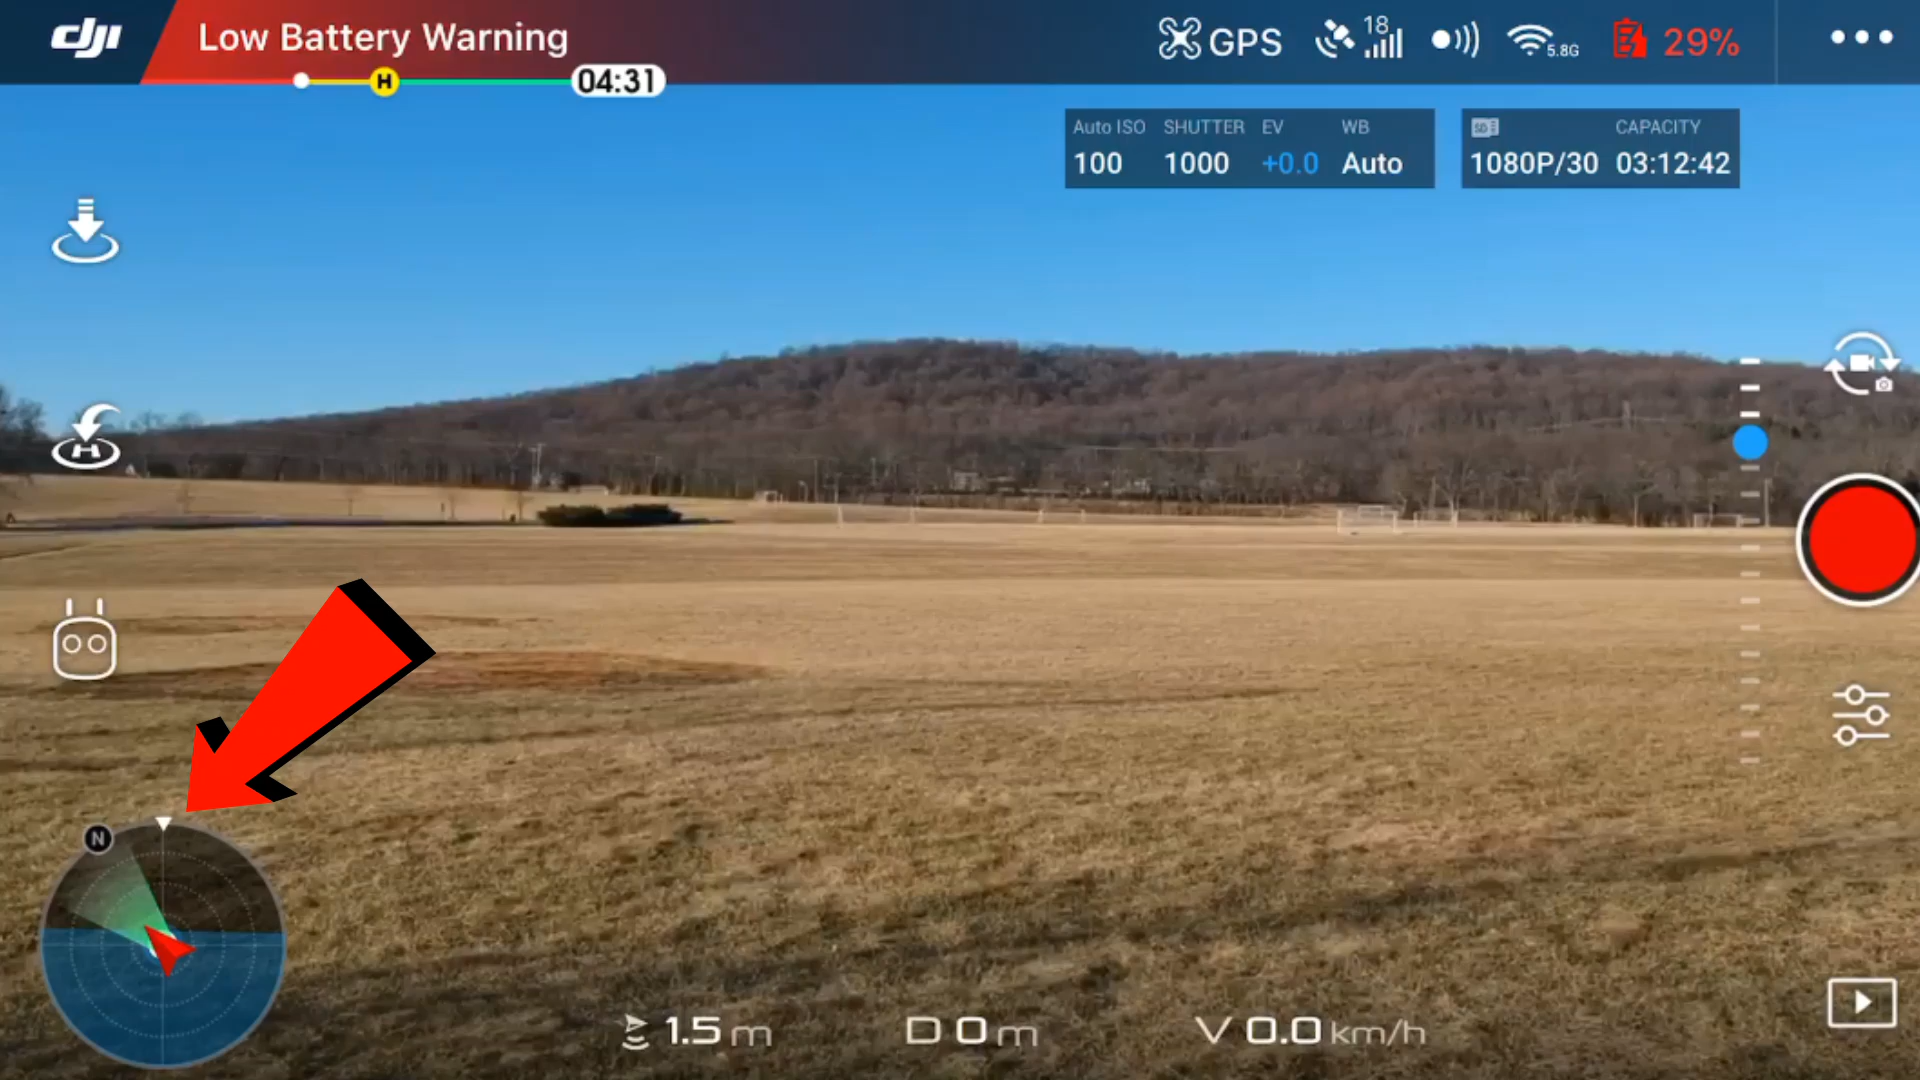 dji Low Battery Warning GPS 18 5.8G 29%
H 04:31
Auto ISO SHUTTER EV WB SD CAPACITY
100 1000 +0.0 Auto 1080P/30 03:12:42
H
N
1.5 m D 0 m V 0.0 km/h